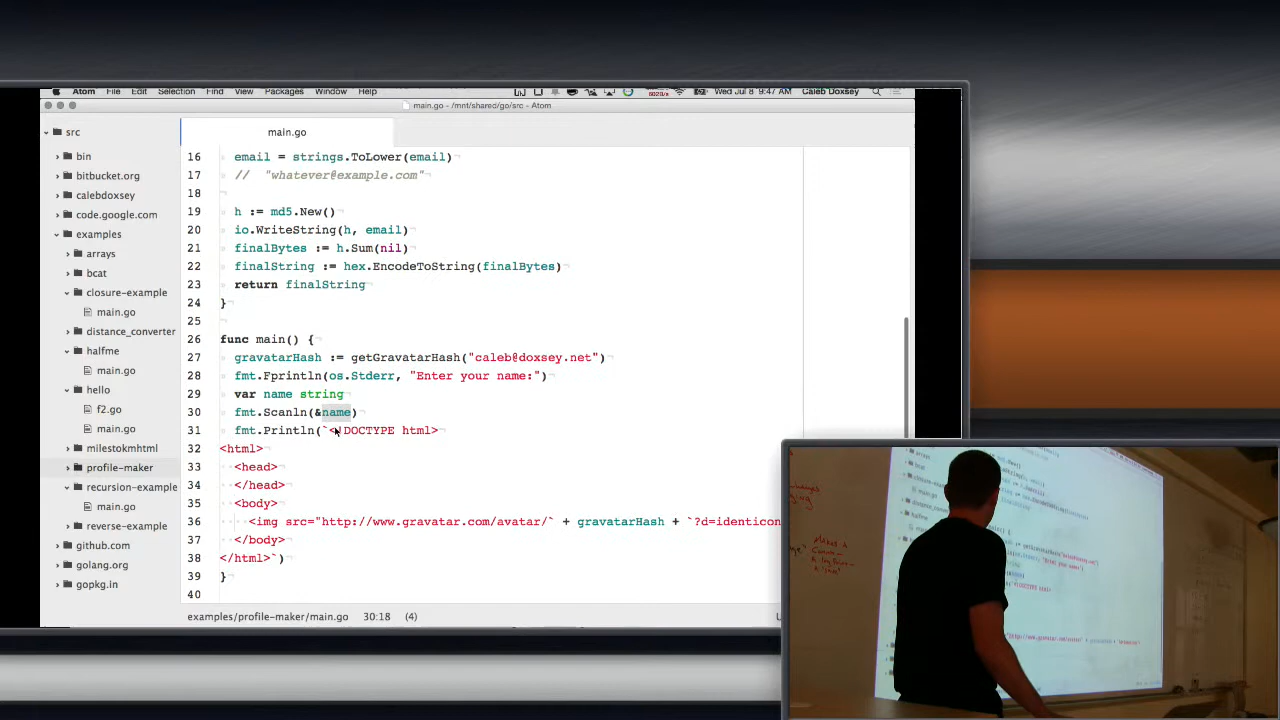 Atom File Edit Selection Find View Packages Window Help Wed Jul 8 9:47 AM Caleb Doxsey
main.go - /mnt/shared/go/src - Atom
src
bin
bitbucket.org
calebdoxsey
code.google.com
examples
arrays
bcat
closure-example
main.go
distance_converter
halfme
main.go
hello
f2.go
main.go
milestokmhtml
profile-maker
recursion-example
main.go
reverse-example
github.com
golang.org
gopkg.in
main.go
16 email = strings.ToLower(email)
17 // "whatever@example.com"
18
19 h := md5.New()
20 io.WriteString(h, email)
21 finalBytes := h.Sum(nil)
22 finalString := hex.EncodeToString(finalBytes)
23 return finalString
24 }
25
26 func main() {
27 gravatarHash := getGravatarHash("caleb@doxsey.net")
28 fmt.Fprintln(os.Stderr, "Enter your name:")
29 var name string
30 fmt.Scanln(&name)
31 fmt.Println(`<!DOCTYPE html>
32 <html>
33 <head>
34 </head>
35 <body>
36 <img src="http://www.gravatar.com/avatar/` + gravatarHash + `?d=identicon
37 </body>
38 </html>`)
39 }
40
examples/profile-maker/main.go 30:18 (4)